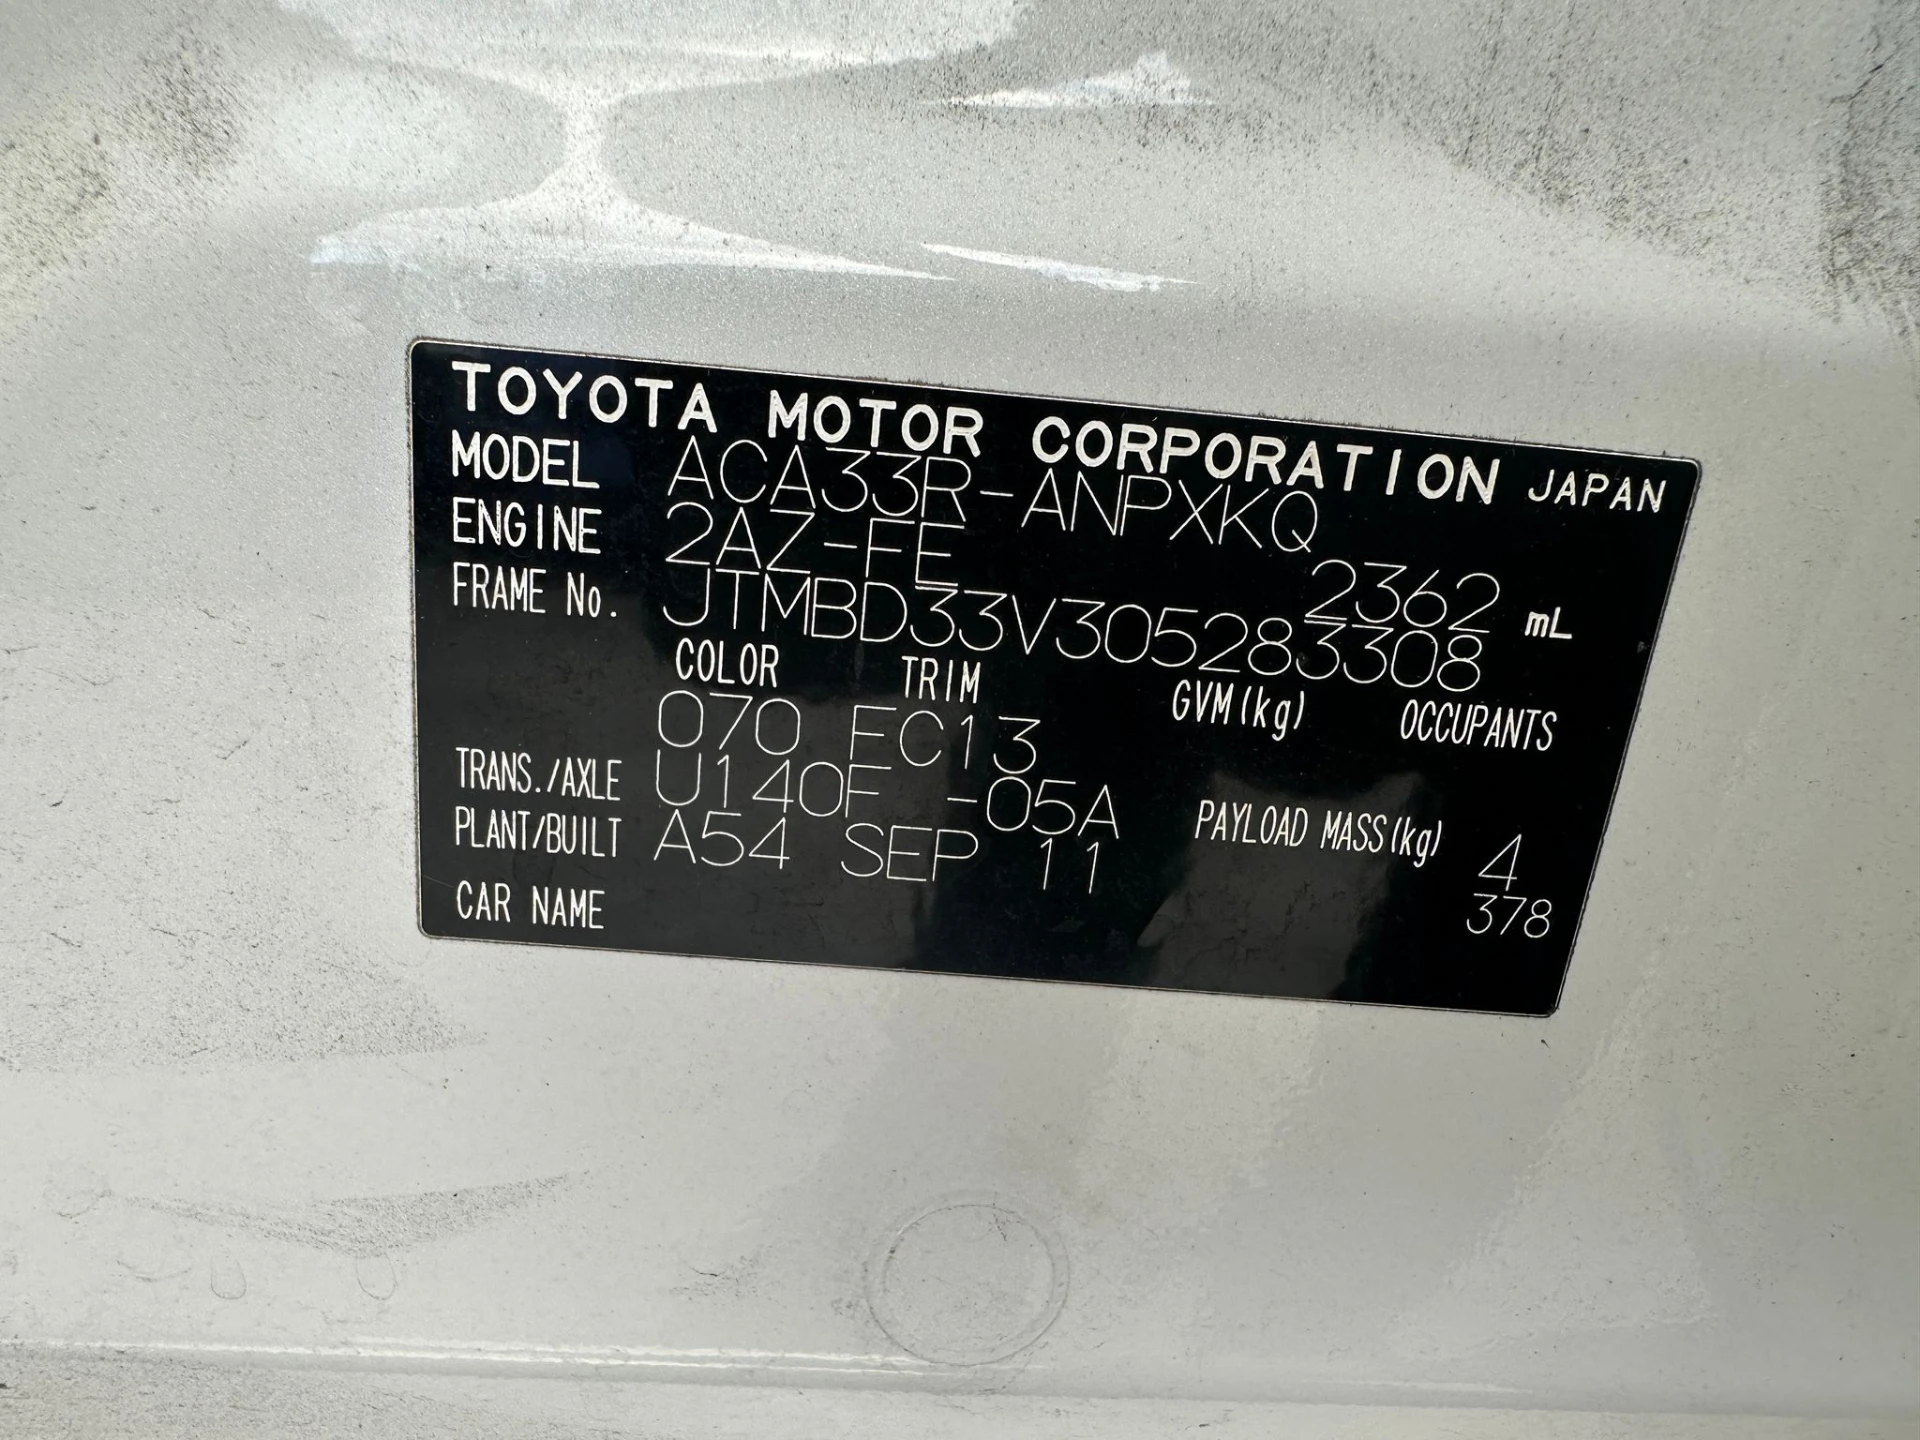 TOYOTA MOTOR CORPORATION JAPAN
MODEL ACA33R-ANPXKQ
ENGINE 2AZ-FE 2362 mL
FRAME No. JTMBD33V305283308
COLOR TRIM GVM(kg) OCCUPANTS
070 FC13
TRANS./AXLE U140F -05A
PLANT/BUILT A54 SEP 11 PAYLOAD MASS(kg) 4
CAR NAME 378